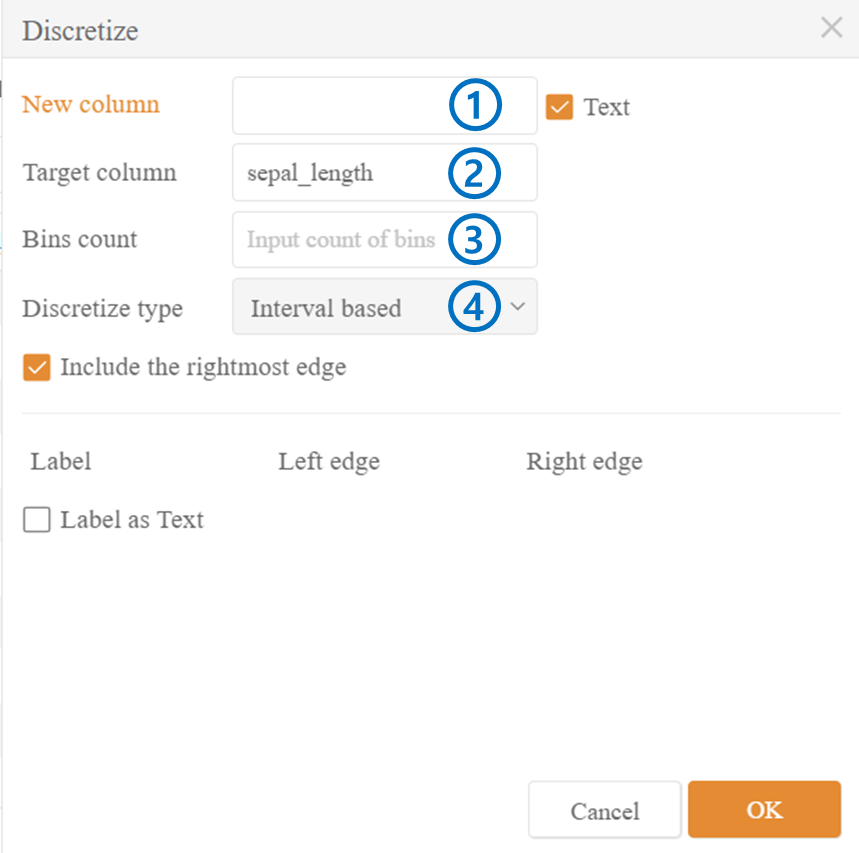 Discretize
New column ① Text
Target column sepal_length ②
Bins count Input count of bins ③
Discretize type Interval based ④
Include the rightmost edge
Label Left edge Right edge
Label as Text
Cancel OK